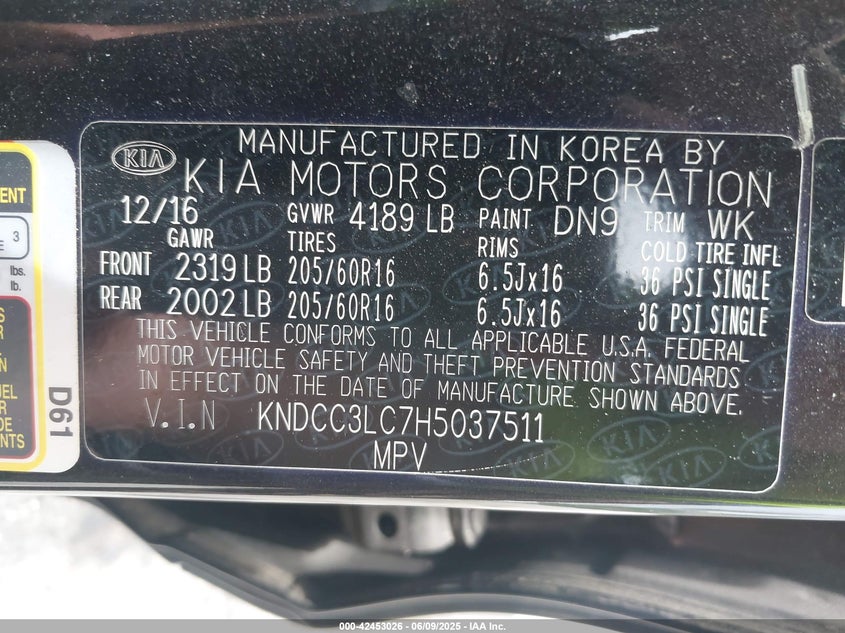 MANUFACTURED IN KOREA BY
KIA KIA MOTORS CORPORATION
12/16 GVWR 4189 LB PAINT DN9 TRIM WK
GAWR TIRES RIMS COLD TIRE INFL
FRONT 2319 LB 205/60R16 6.5Jx16 36 PSI SINGLE
REAR 2002 LB 205/60R16 6.5Jx16 36 PSI SINGLE
THIS VEHICLE CONFORMS TO ALL APPLICABLE U.S.A. FEDERAL
MOTOR VEHICLE SAFETY AND THEFT PREVENTION STANDARDS
IN EFFECT ON THE DATE OF MANUFACTURE SHOWN ABOVE.
V.I.N KNDCC3LC7H5037511
MPV
3
lbs.
lb.
D61
000-42453026 - 06/09/2025 - IAA Inc.